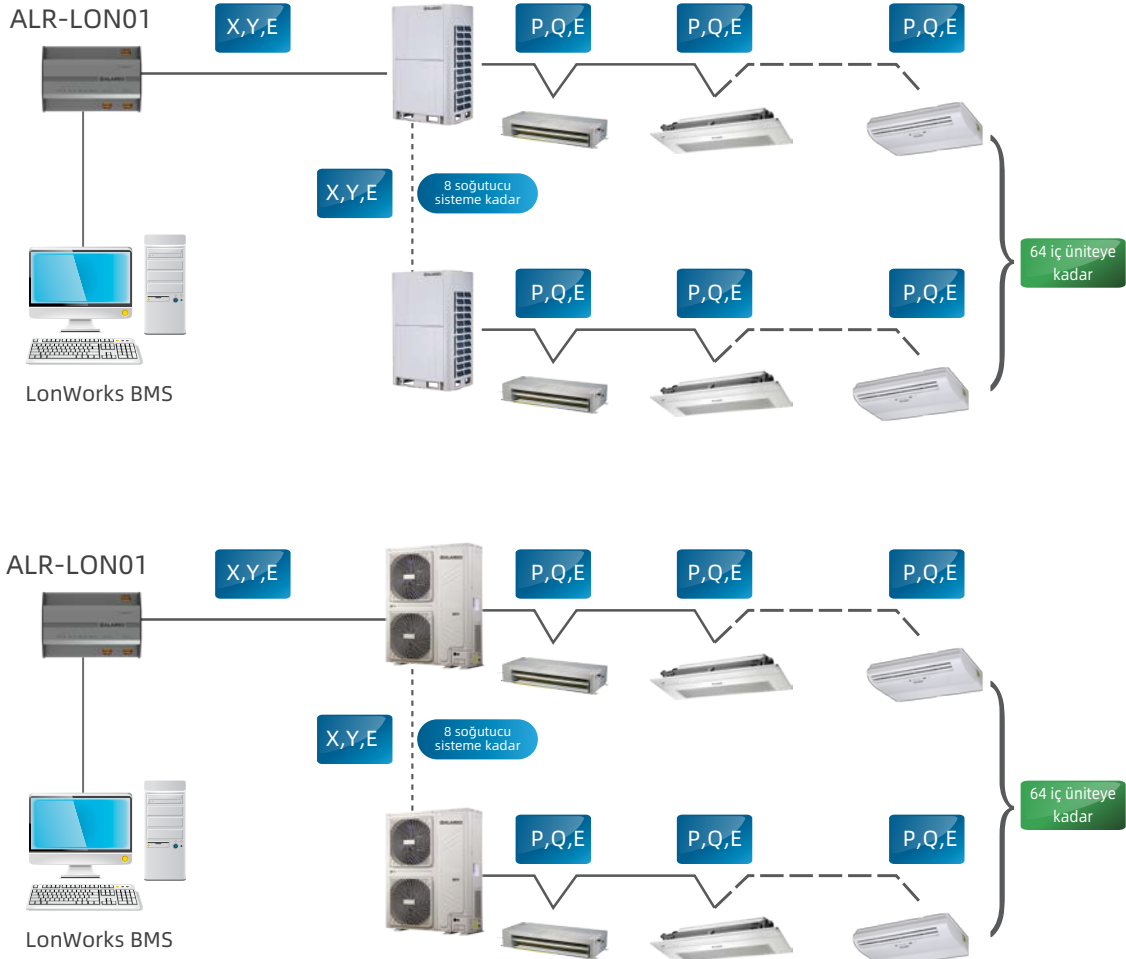 ALR-LON01
X,Y,E
P,Q,E
P,Q,E
P,Q,E
X,Y,E
8 soğutucu
sisteme kadar
64 iç üniteye
kadar
P,Q,E
P,Q,E
P,Q,E
LonWorks BMS
ALR-LON01
X,Y,E
P,Q,E
P,Q,E
P,Q,E
X,Y,E
8 soğutucu
sisteme kadar
64 iç üniteye
kadar
P,Q,E
P,Q,E
P,Q,E
LonWorks BMS